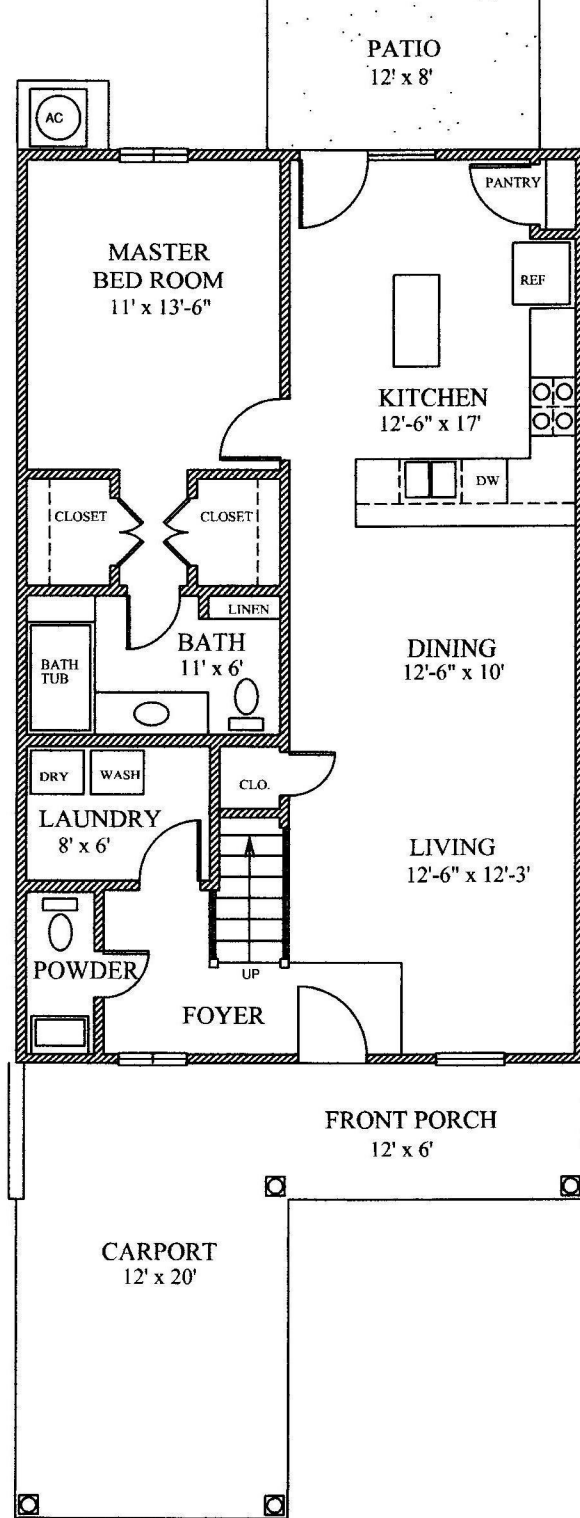 PATIO
12' x 8'
AC
PANTRY
MASTER
BED ROOM
11' x 13'-6"
REF
KITCHEN
12'-6" x 17'
CLOSET
CLOSET
DW
LINEN
BATH
11' x 6'
BATH
TUB
DINING
12'-6" x 10'
DRY
WASH
CLO.
LAUNDRY
8' x 6'
LIVING
12'-6" x 12'-3'
POWDER
UP
FOYER
FRONT PORCH
12' x 6'
CARPORT
12' x 20'